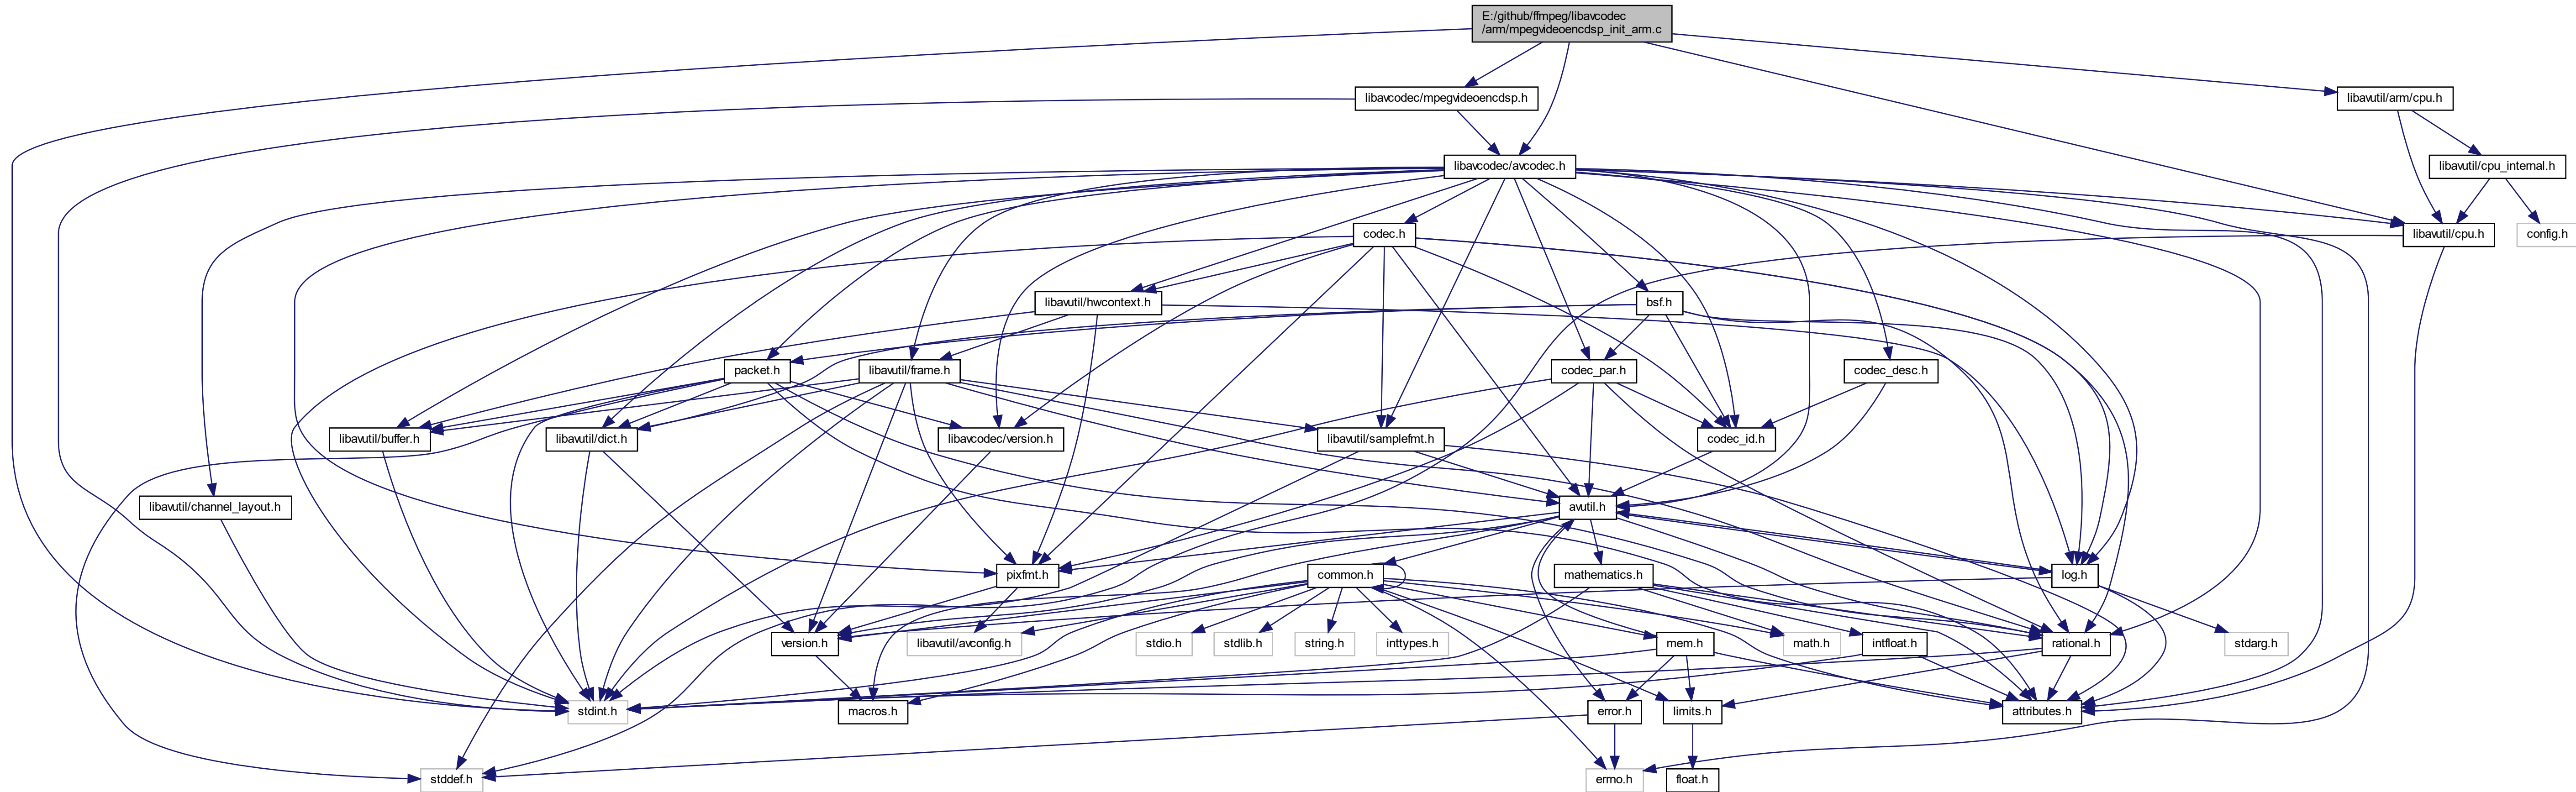 E:/github/ffmpeg/libavcodec
/arm/mpegvideoencdsp_init_arm.c
libavcodec/mpegvideoencdsp.h
libavutil/arm/cpu.h
libavcodec/avcodec.h
libavutil/cpu_internal.h
codec.h
libavutil/cpu.h
config.h
libavutil/hwcontext.h
bsf.h
packet.h
libavutil/frame.h
codec_par.h
codec_desc.h
libavutil/buffer.h
libavutil/dict.h
libavcodec/version.h
libavutil/samplefmt.h
codec_id.h
libavutil/channel_layout.h
avutil.h
pixfmt.h
common.h
mathematics.h
log.h
version.h
libavutil/avconfig.h
stdio.h
stdlib.h
string.h
inttypes.h
mem.h
math.h
intfloat.h
rational.h
stdarg.h
stdint.h
macros.h
error.h
limits.h
attributes.h
stddef.h
errno.h
float.h